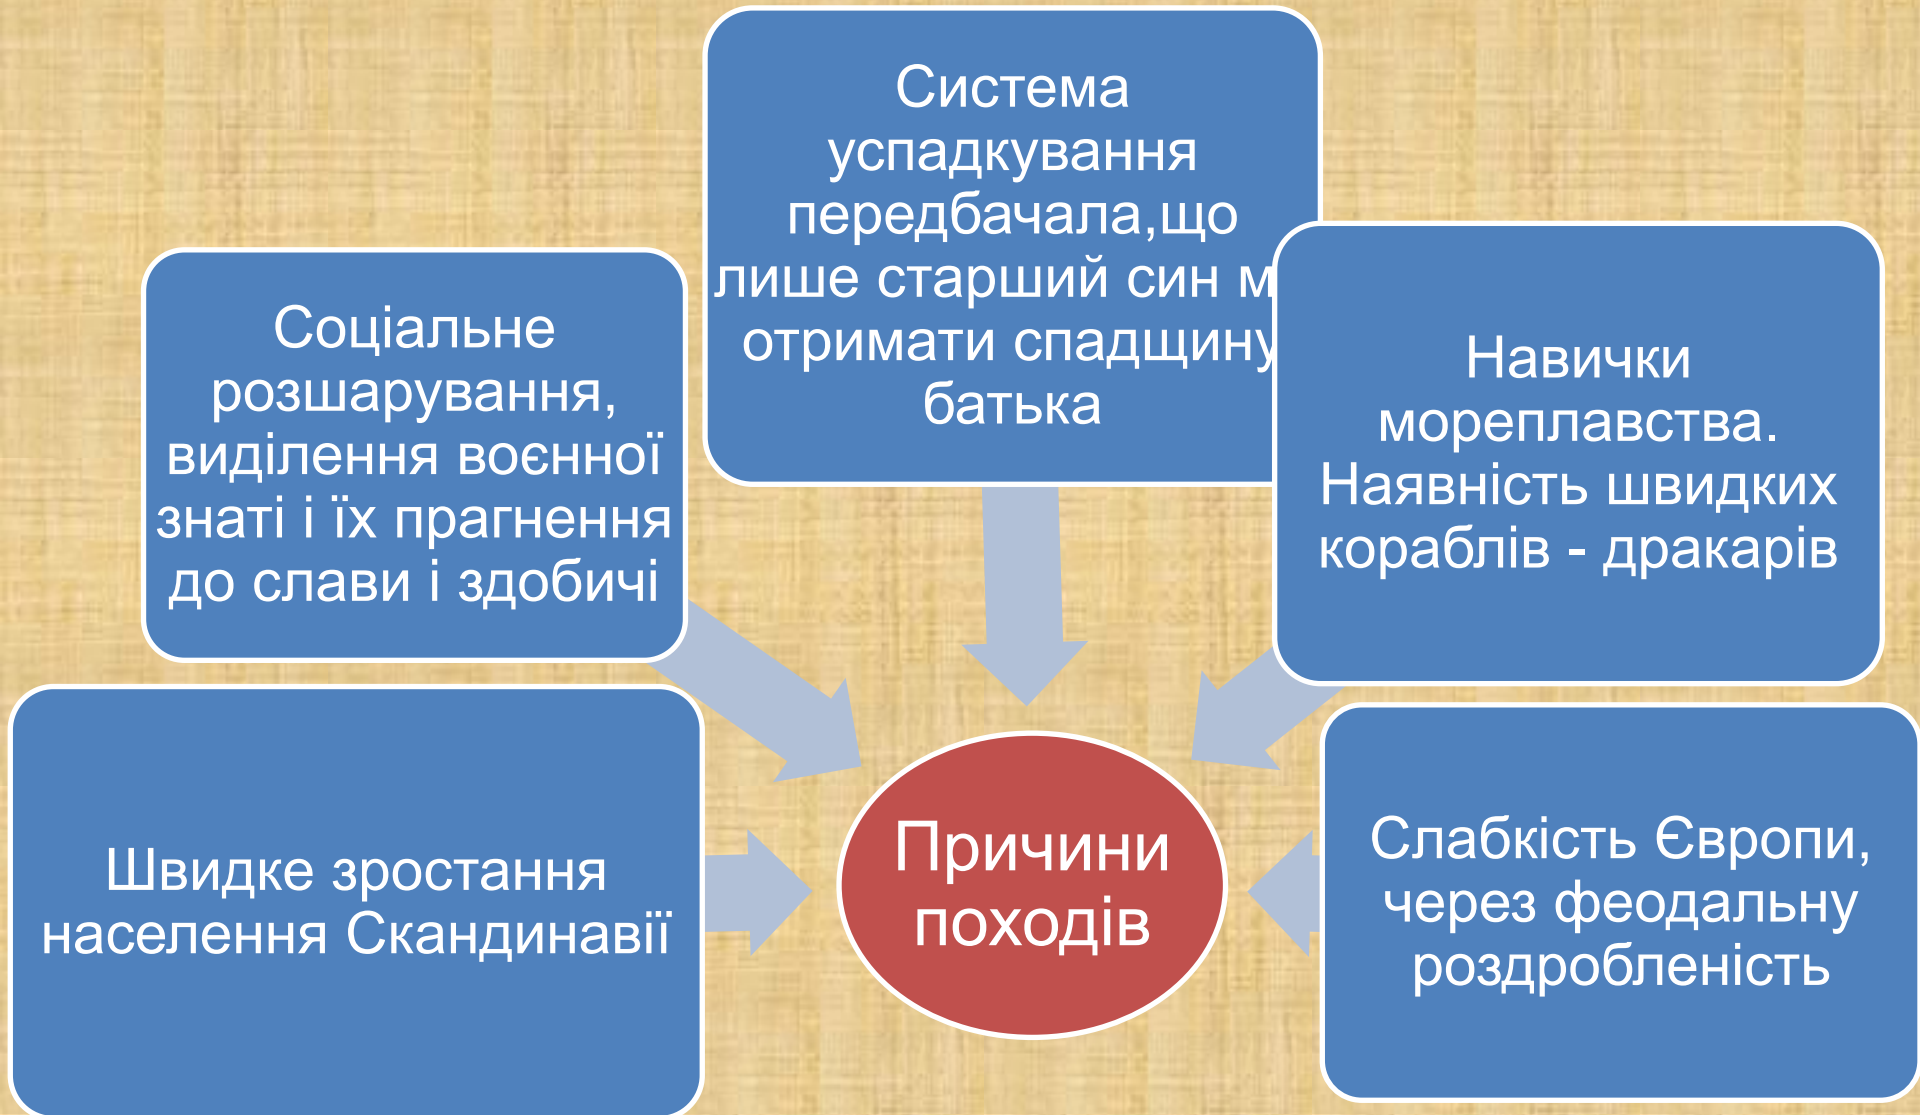 Система
успадкування
передбачала,що
лише старший син
отримати спадщину
батька
Соціальне
розшарування,
виділення воєнної
знаті і їх прагнення
до слави і здобичі
Навички
мореплавства.
Наявність швидких
кораблів - дракарів
Швидке зростання
населення Скандинавії
Причини
походів
Слабкість Європи,
через феодальну
роздробленість